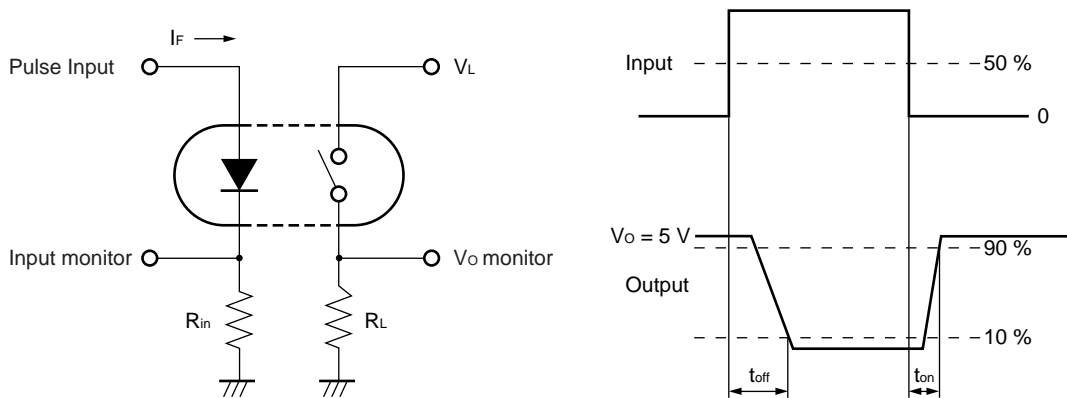 IF
Pulse Input
VL
Input monitor
VO monitor
Rin
RL
Input
50 %
0
VO = 5 V
90 %
Output
10 %
toff
ton